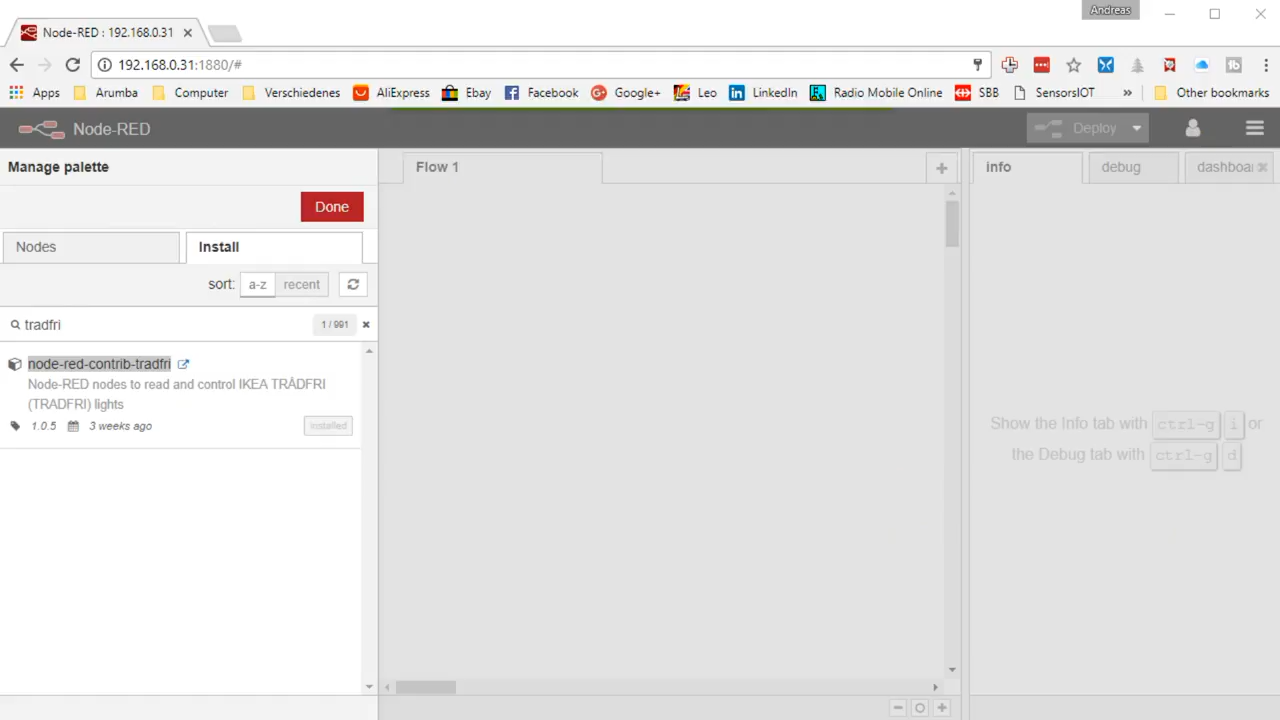 Andreas
Node-RED : 192.168.0.31
192.168.0.31:1880/#
Apps Arumba Computer Verschiedenes AliExpress Ebay Facebook Google+ Leo LinkedIn Radio Mobile Online SBB SensorsIOT » Other bookmarks
Node-RED Deploy
Manage palette
Flow 1
info debug dashboar
Done
Nodes Install
sort: a-z recent
tradfri 1 / 991
node-red-contrib-tradfri
Node-RED nodes to read and control IKEA TRÅDFRI
(TRADFRI) lights
1.0.5 3 weeks ago installed
Show the Info tab with ctrl-g i or
the Debug tab with ctrl-g d